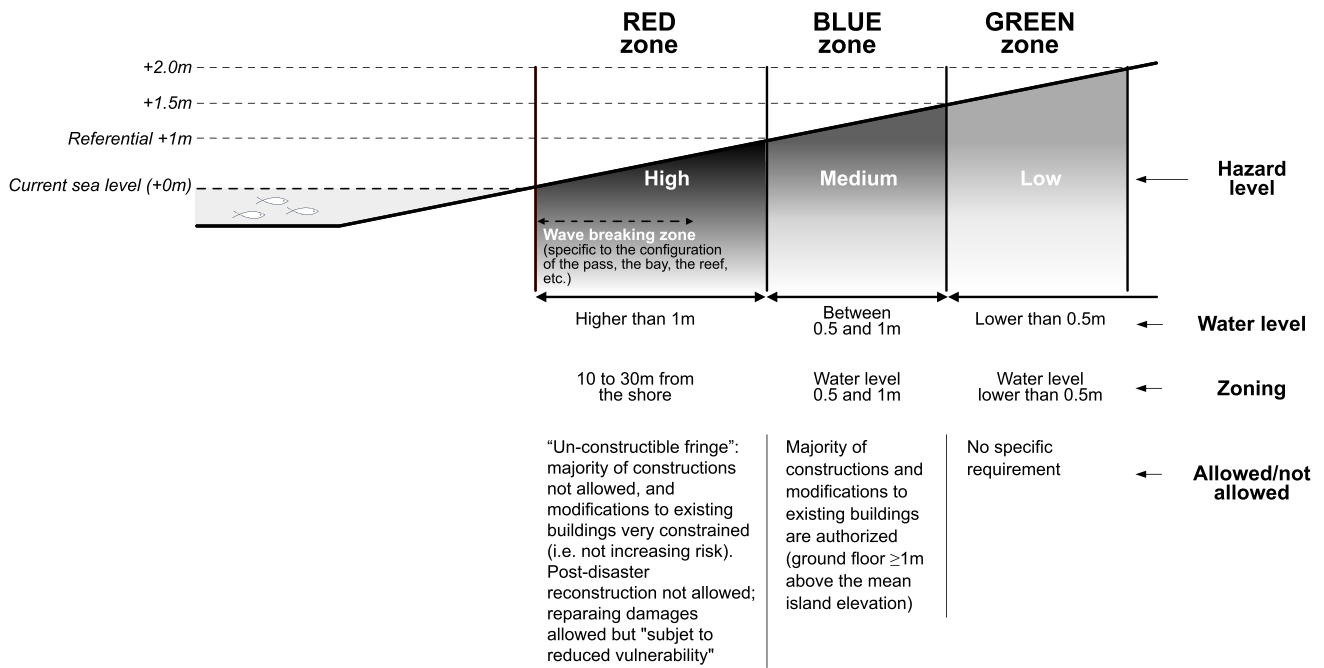 RED
zone
BLUE
zone
GREEN
zone
+2.0m
+1.5m
Referential +1m
Current sea level (+0m)
High
Medium
Low
Hazard
level
Wave breaking zone
(specific to the configuration
of the pass, the bay, the reef,
etc.)
Higher than 1m
Between
0.5 and 1m
Lower than 0.5m
Water level
10 to 30m from
the shore
Water level
0.5 and 1m
Water level
lower than 0.5m
Zoning
“Un-constructible fringe”:
majority of constructions
not allowed, and
modifications to existing
buildings very constrained
(i.e. not increasing risk).
Post-disaster
reconstruction not allowed;
reparaing damages
allowed but "subjet to
reduced vulnerability"
Majority of
constructions and
modifications to
existing buildings
are authorized
(ground floor ≥1m
above the mean
island elevation)
No specific
requirement
Allowed/not
allowed